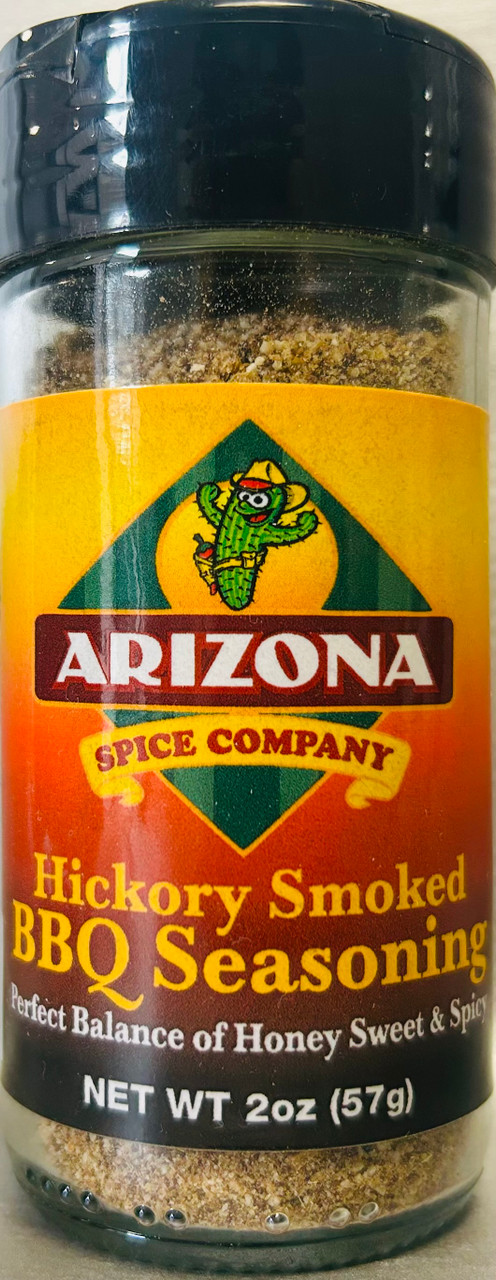 ARIZONA
SPICE COMPANY
Hickory Smoked
BBQ Seasoning
Perfect Balance of Honey Sweet & Spicy
NET WT 2oz (57g)